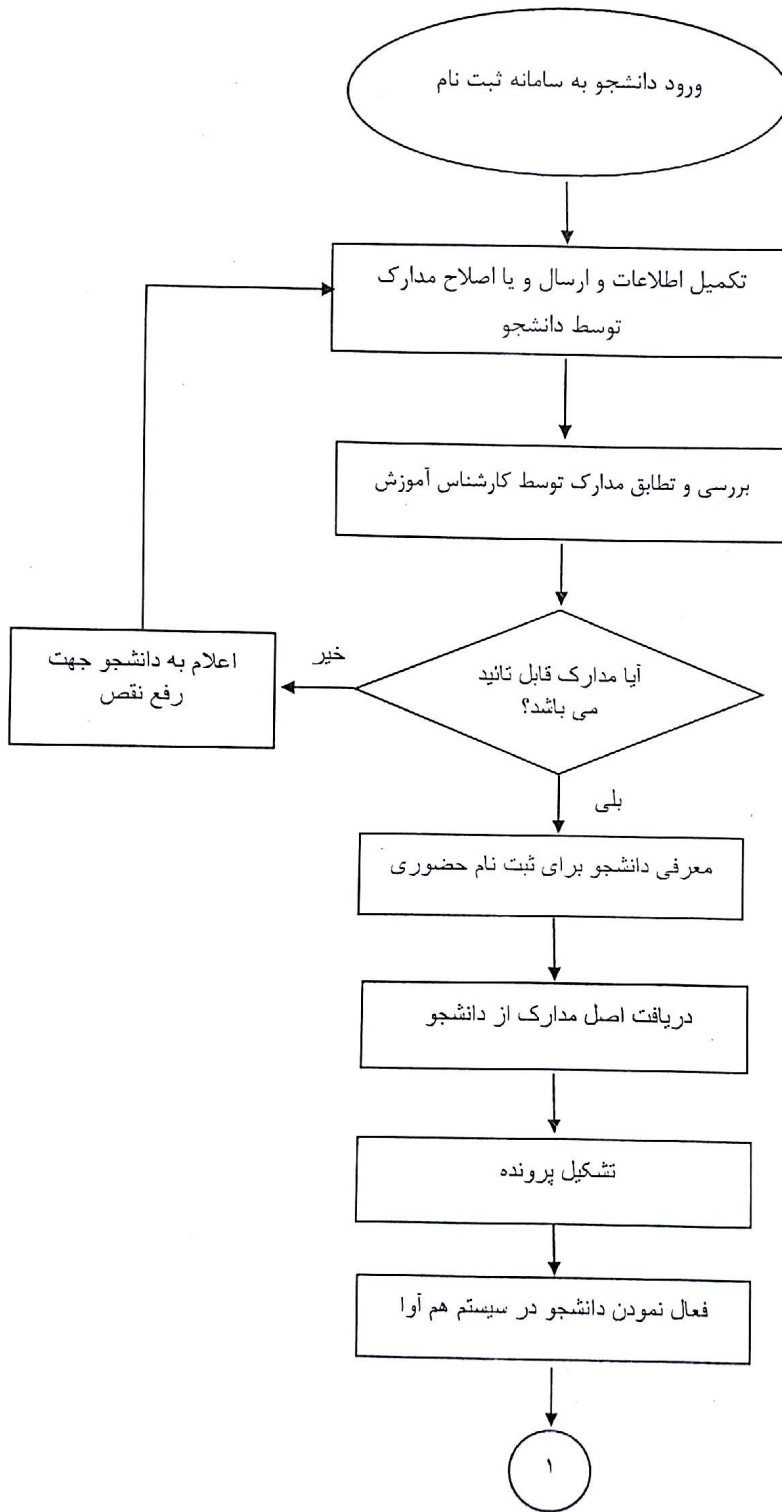 ورود دانشجو به سامانه ثبت نام
تکمیل اطلاعات و ارسال و یا اصلاح مدارک
توسط دانشجو
بررسی و تطابق مدارک توسط کارشناس آموزش
آیا مدارک قابل تائید
می باشد؟
خیر
اعلام به دانشجو جهت
رفع نقص
بلی
معرفی دانشجو برای ثبت نام حضوری
دریافت اصل مدارک از دانشجو
تشکیل پرونده
فعال نمودن دانشجو در سیستم هم آوا
۱